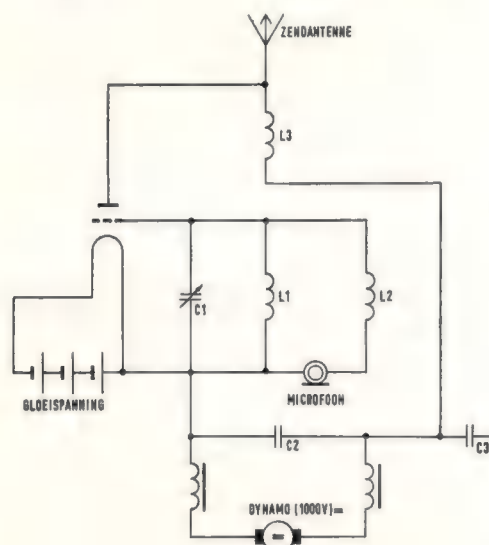 ZENDANTENNE
L3
C1
L1
L2
GLOEISPANNING
MICROFOON
C2
C3
DYNAMO (1000V)=
=